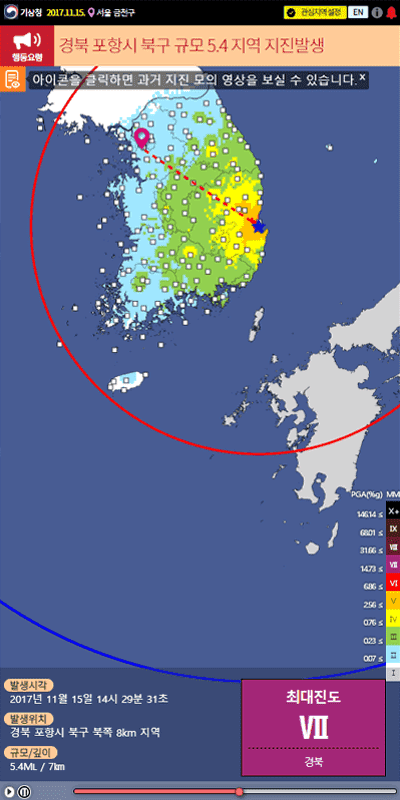 기상청 2017.11.15. 서울 금천구 관심지역 설정 EN
행동요령
경북 포항시 북구 규모 5.4 지역 지진발생
아이콘을 클릭하면 과거 지진 모의 영상을 보실 수 있습니다. x
PGA(%g) MM
146.14 ≤ X+
68.01 ≤ IX
31.66 ≤ VIII
14.73 ≤ VII
6.86 ≤ VI
2.56 ≤ V
0.76 ≤ IV
0.23 ≤ III
0.07 ≤ II
I
발생시각
2017년 11월 15일 14시 29분 31초
발생위치
경북 포항시 북구 북쪽 8km 지역
규모/깊이
5.4ML / 7km
최대진도
VII
경북